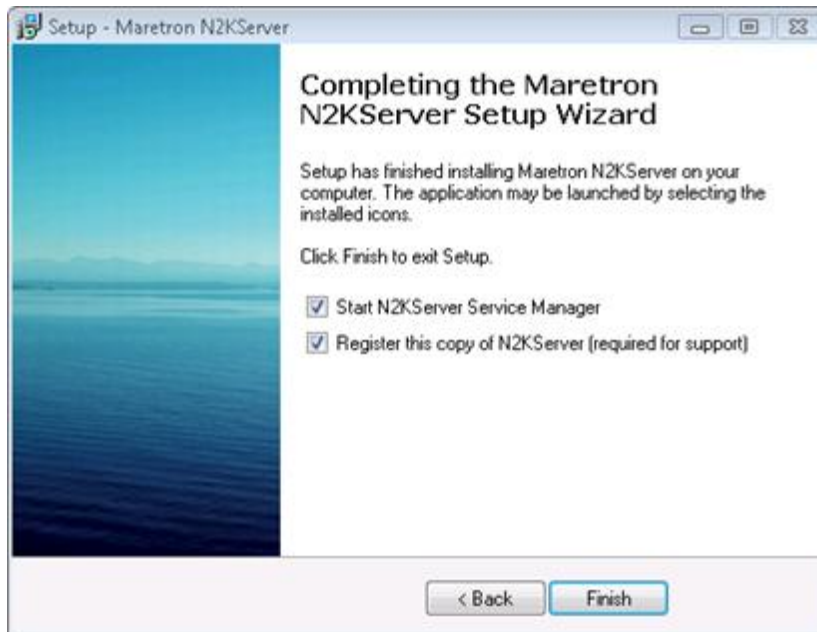 Setup - Maretron N2KServer
Completing the Maretron
N2KServer Setup Wizard
Setup has finished installing Maretron N2KServer on your
computer. The application may be launched by selecting the
installed icons.
Click Finish to exit Setup.
Start N2KServer Service Manager
Register this copy of N2KServer (required for support)
< Back
Finish